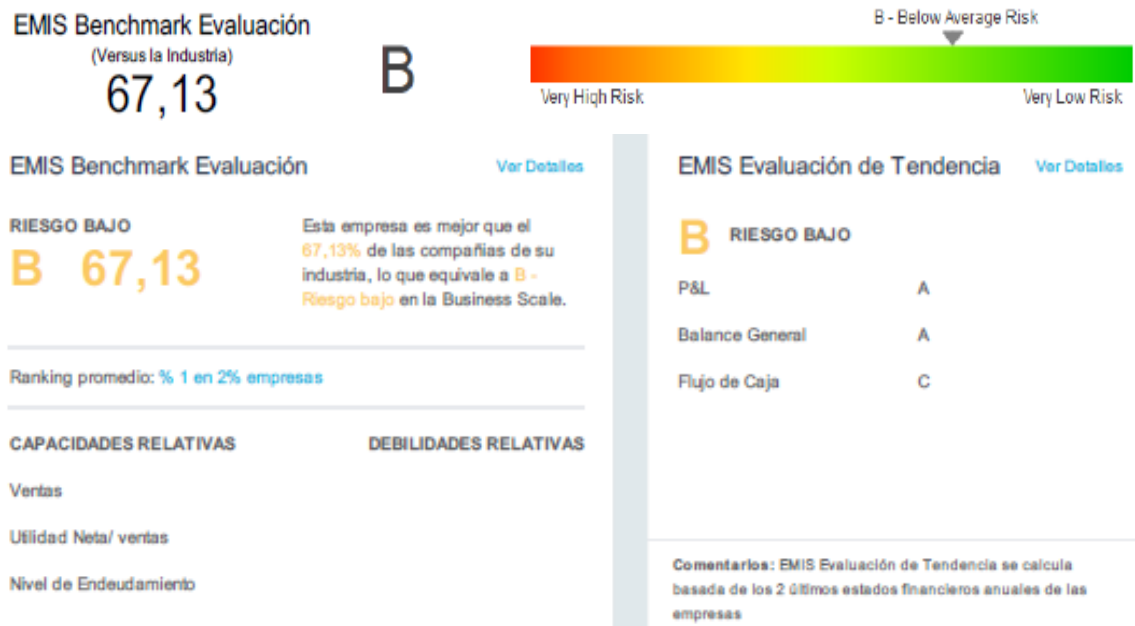 EMIS Benchmark Evaluación
(Versus la Industria)
67,13
B
B - Below Average Risk
Very High Risk
Very Low Risk
EMIS Benchmark Evaluación
Ver Detalles
RIESGO BAJO
B 67,13
Esta empresa es mejor que el
67,13% de las compañias de su
industria, lo que equivale a B -
Riesgo bajo en la Business Scale.
Ranking promedio: % 1 en 2% empresas
CAPACIDADES RELATIVAS
DEBILIDADES RELATIVAS
Ventas
Utilidad Neta/ ventas
Nivel de Endeudamiento
EMIS Evaluación de Tendencia
Ver Detalles
B RIESGO BAJO
P&L A
Balance General A
Flujo de Caja C
Comentarios: EMIS Evaluación de Tendencia se calcula
basada de los 2 últimos estados financieros anuales de las
empresas